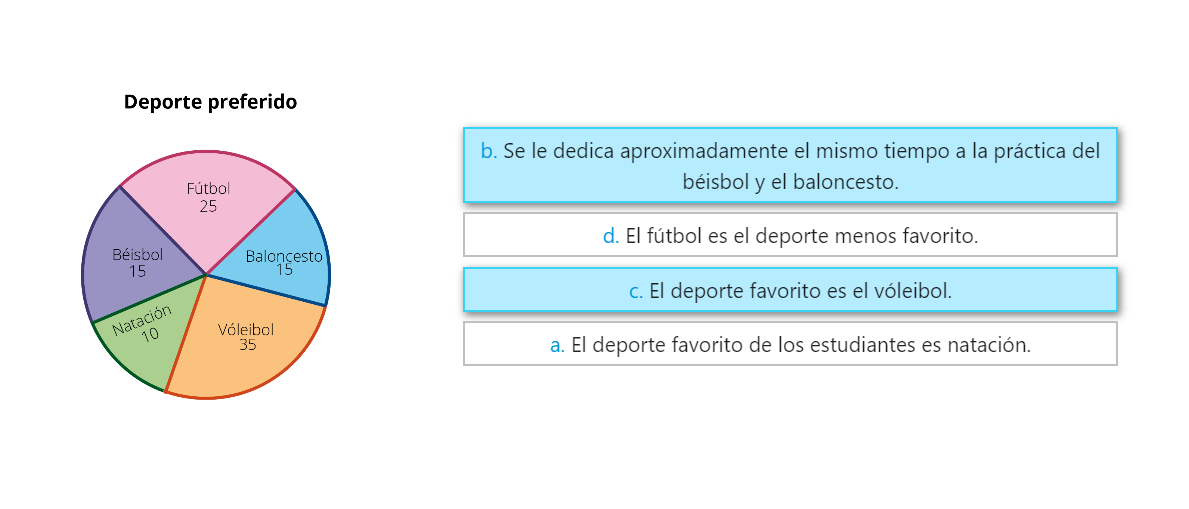 Deporte preferido
Fútbol
25
Béisbol
15
Baloncesto
15
Natación
10
Vóleibol
35
b. Se le dedica aproximadamente el mismo tiempo a la práctica del
béisbol y el baloncesto.
d. El fútbol es el deporte menos favorito.
c. El deporte favorito es el vóleibol.
a. El deporte favorito de los estudiantes es natación.